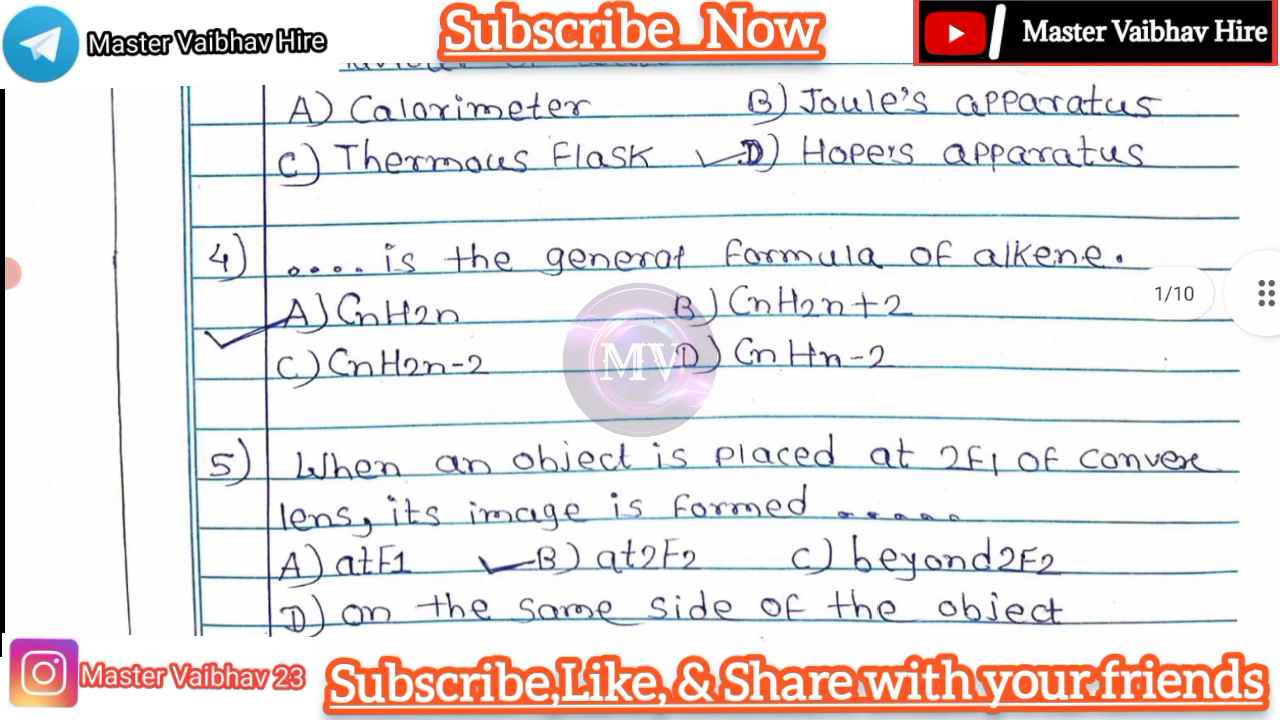 Master Vaibhav Hire
Subscribe Now
Master Vaibhav Hire
A) Calorimeter B) Joule's apparatus
C) Thermous Flask D) Hope's apparatus
4) .... is the general formula of alkene.
1/10
A) CnH2n B) CnH2n+2
C) CnH2n-2 D) CnHn-2
MV
5) When an object is placed at 2F1 of convex
lens, its image is formed .....
A) at F1 B) at 2F2 C) beyond 2F2
D) on the same side of the object
Master Vaibhav 23
Subscribe,Like, & Share with your friends